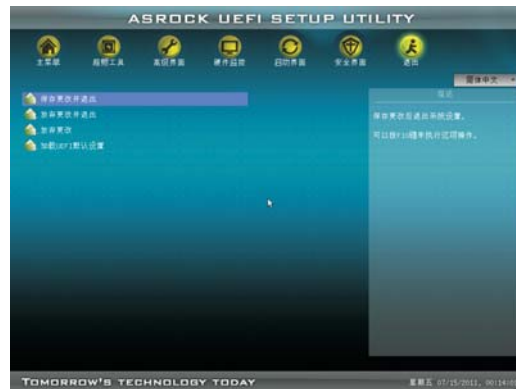 ASROCK UEFI SETUP UTILITY
主菜单 超频工具 高级界面 硬件监控 启动界面 安全界面 退出
简体中文
保存更改并退出
描述
放弃更改并退出
保存更改后退出系统设置。
放弃更改
可以按F10键来执行这项操作。
加载UEFI默认设置
TOMORROW'S TECHNOLOGY TODAY
星期五 07/15/2011,